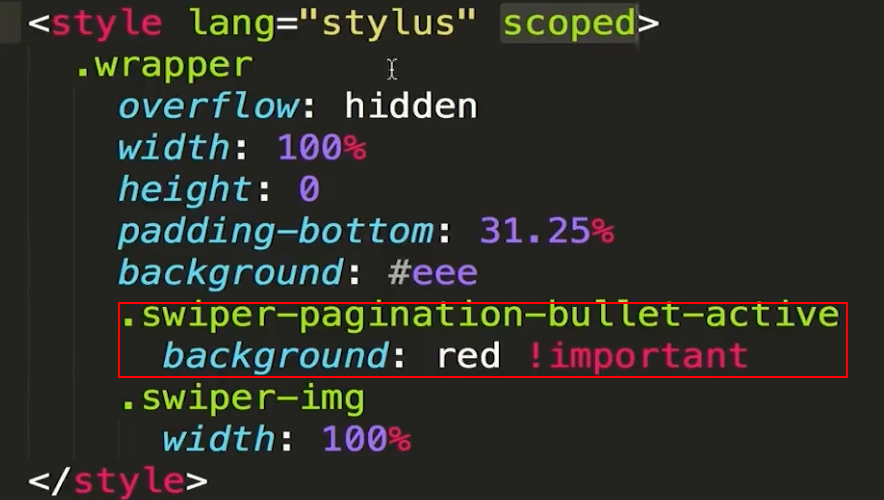 <style lang="stylus" scoped>
.wrapper
overflow: hidden
width: 100%
height: 0
padding-bottom: 31.25%
background: #eee
.swiper-pagination-bullet-active
background: red !important
.swiper-img
width: 100%
</style>